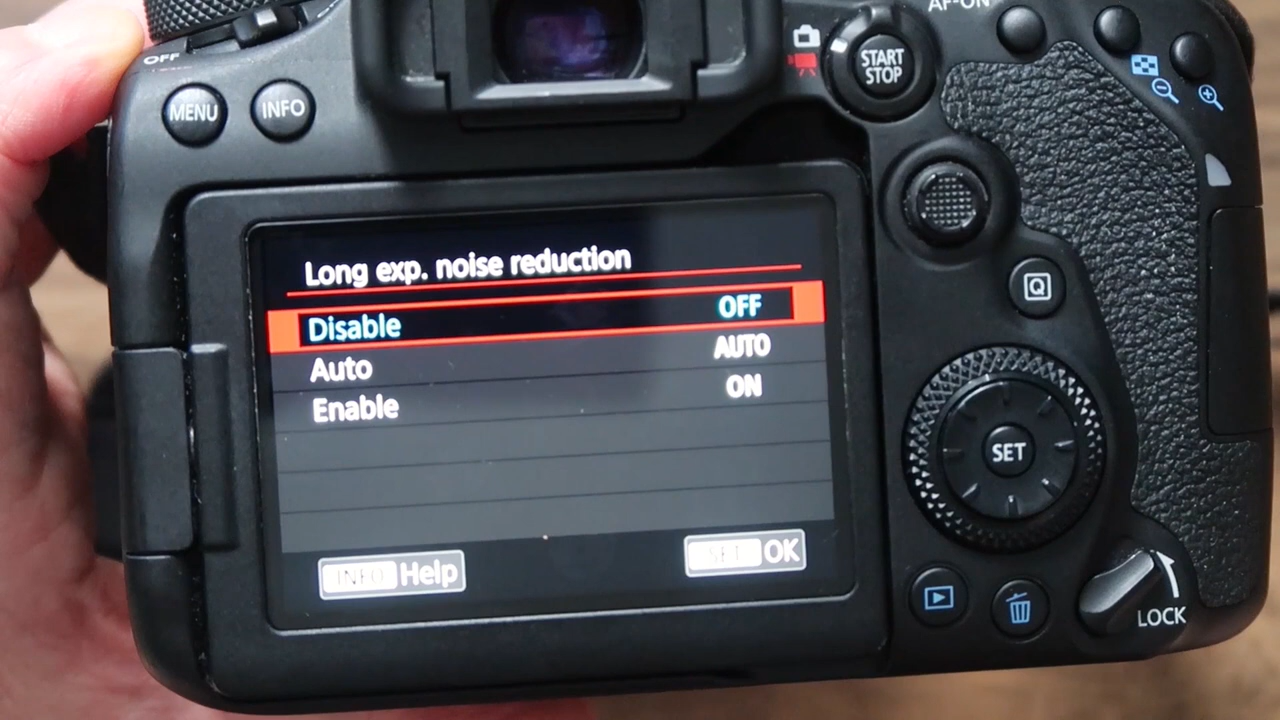 AF-ON
OFF
MENU
INFO
START
STOP
Q
Long exp. noise reduction
Disable OFF
Auto AUTO
Enable ON
SET
INFO Help
SET OK
LOCK